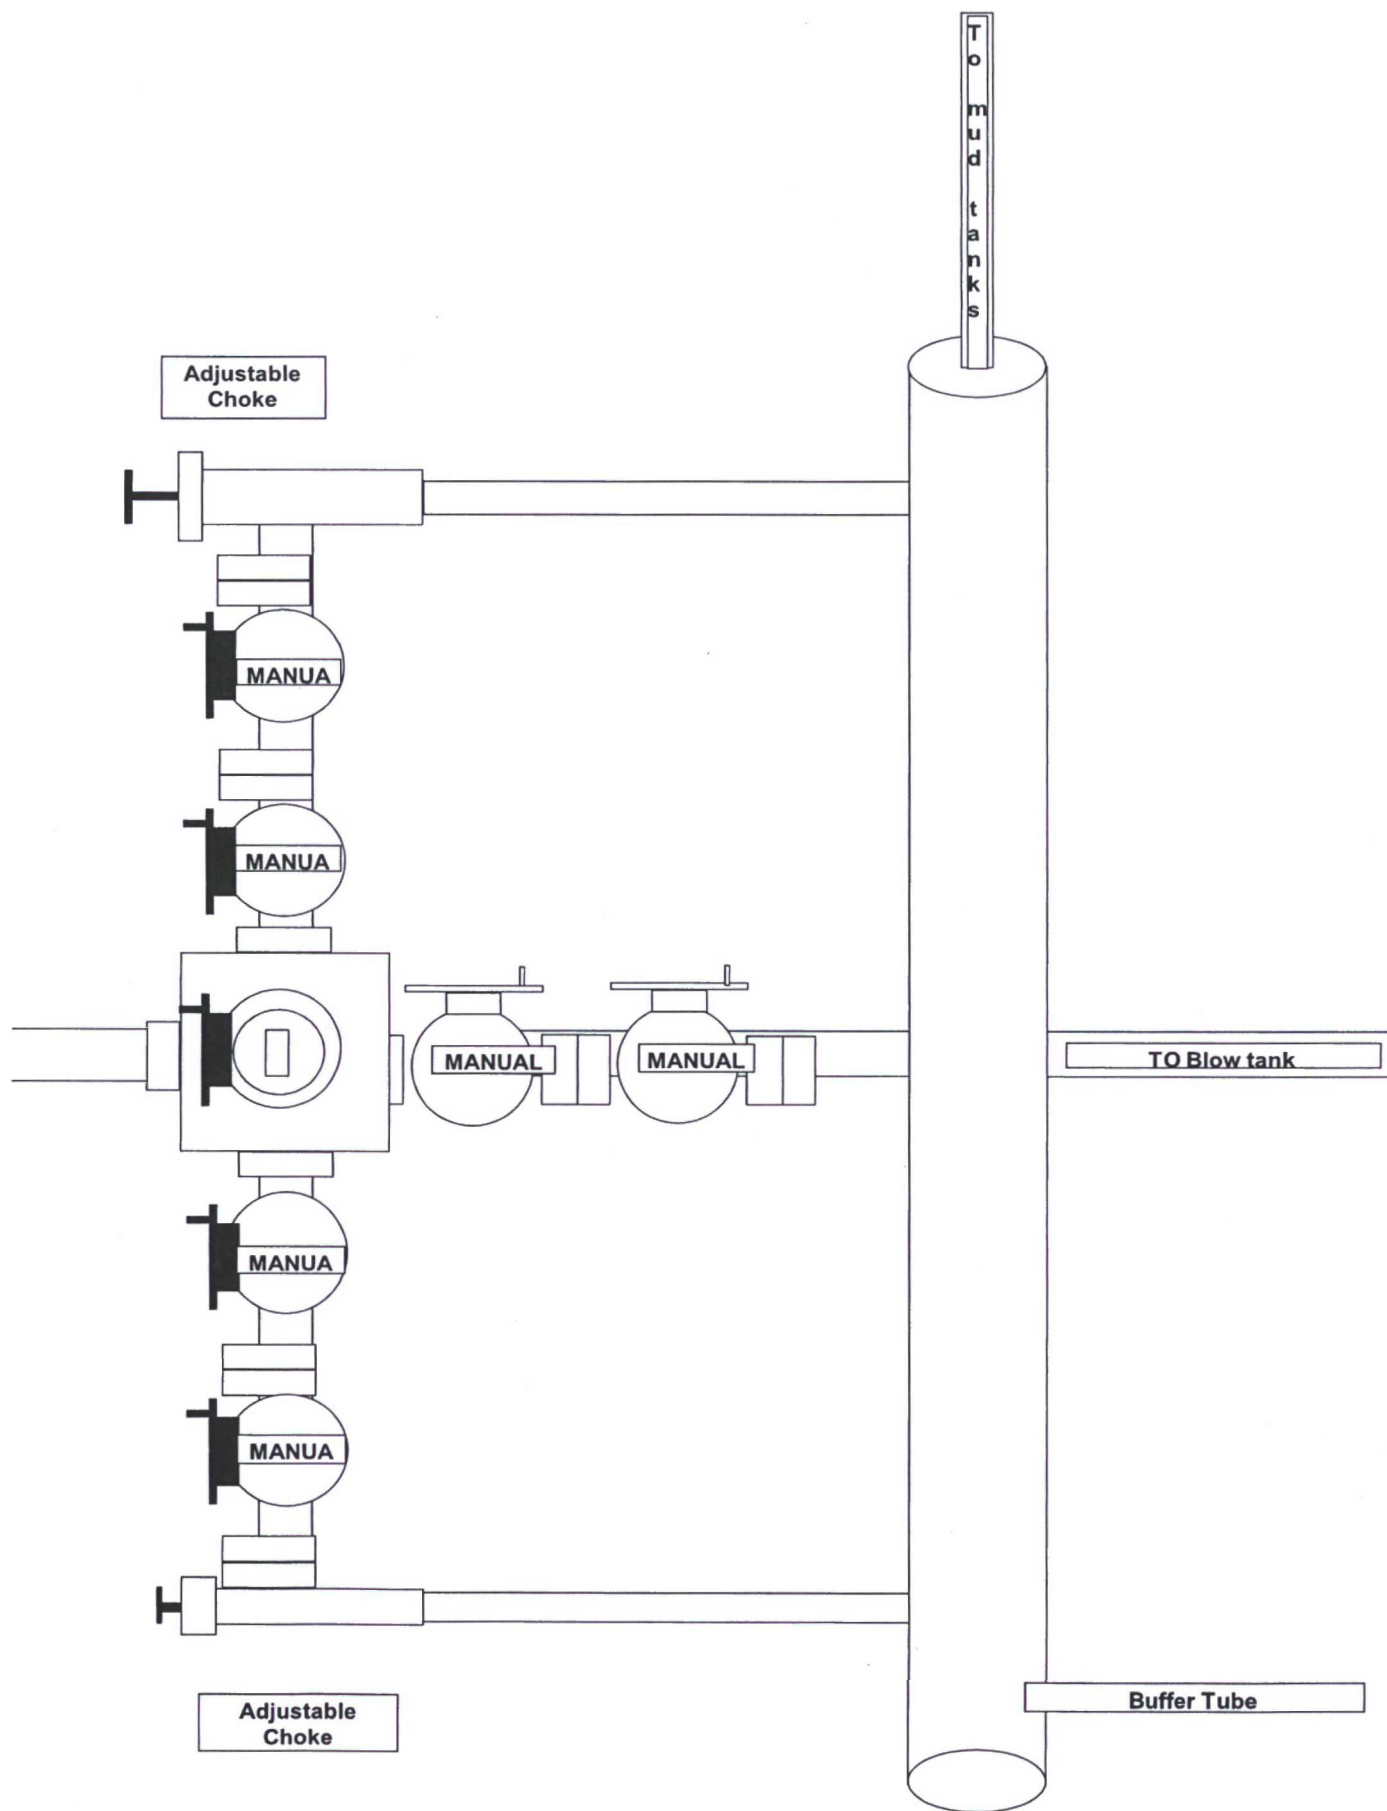 To mud tanks
Adjustable
Choke
MANUA
MANUA
MANUAL
MANUAL
TO Blow tank
MANUA
MANUA
Buffer Tube
Adjustable
Choke